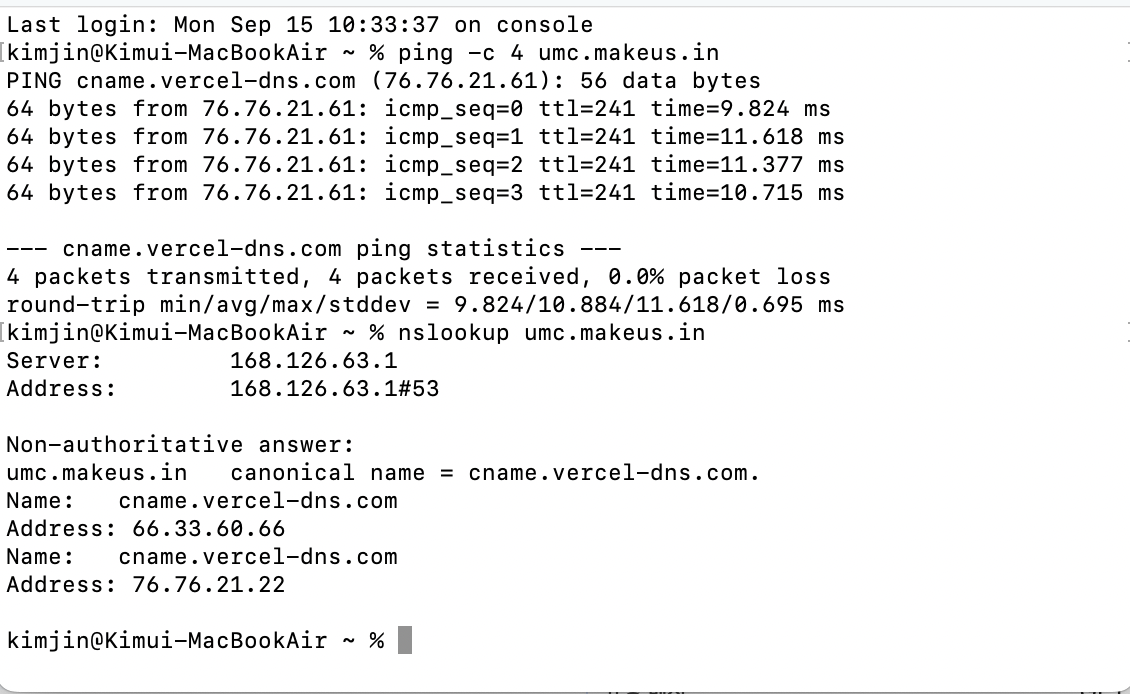 Last login: Mon Sep 15 10:33:37 on console
kimjin@Kimui-MacBookAir ~ % ping -c 4 umc.makeus.in
PING cname.vercel-dns.com (76.76.21.61): 56 data bytes
64 bytes from 76.76.21.61: icmp_seq=0 ttl=241 time=9.824 ms
64 bytes from 76.76.21.61: icmp_seq=1 ttl=241 time=11.618 ms
64 bytes from 76.76.21.61: icmp_seq=2 ttl=241 time=11.377 ms
64 bytes from 76.76.21.61: icmp_seq=3 ttl=241 time=10.715 ms

--- cname.vercel-dns.com ping statistics ---
4 packets transmitted, 4 packets received, 0.0% packet loss
round-trip min/avg/max/stddev = 9.824/10.884/11.618/0.695 ms
kimjin@Kimui-MacBookAir ~ % nslookup umc.makeus.in
Server:		168.126.63.1
Address:	168.126.63.1#53

Non-authoritative answer:
umc.makeus.in	canonical name = cname.vercel-dns.com.
Name:	cname.vercel-dns.com
Address: 66.33.60.66
Name:	cname.vercel-dns.com
Address: 76.76.21.22

kimjin@Kimui-MacBookAir ~ %